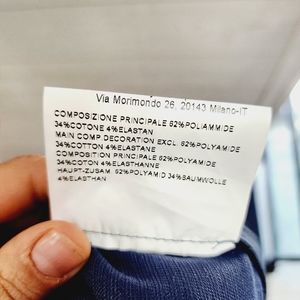 Via Morimondo 26, 20143 Milano-IT
COMPOSIZIONE PRINCIPALE 62%POLIAMMIDE
34%COTONE 4%ELASTAN
MAIN COMP.DECORATION EXCL. 62%POLYAMIDE
34%COTTON 4%ELASTANE
COMPOSITION PRINCIPAL 62%POLYAMIDE
34%COTON 4%ELASTHANNE
HAUPT-ZUSAM. 62%POLYAMID 34%BAUMWOLLE
4%ELASTHAN